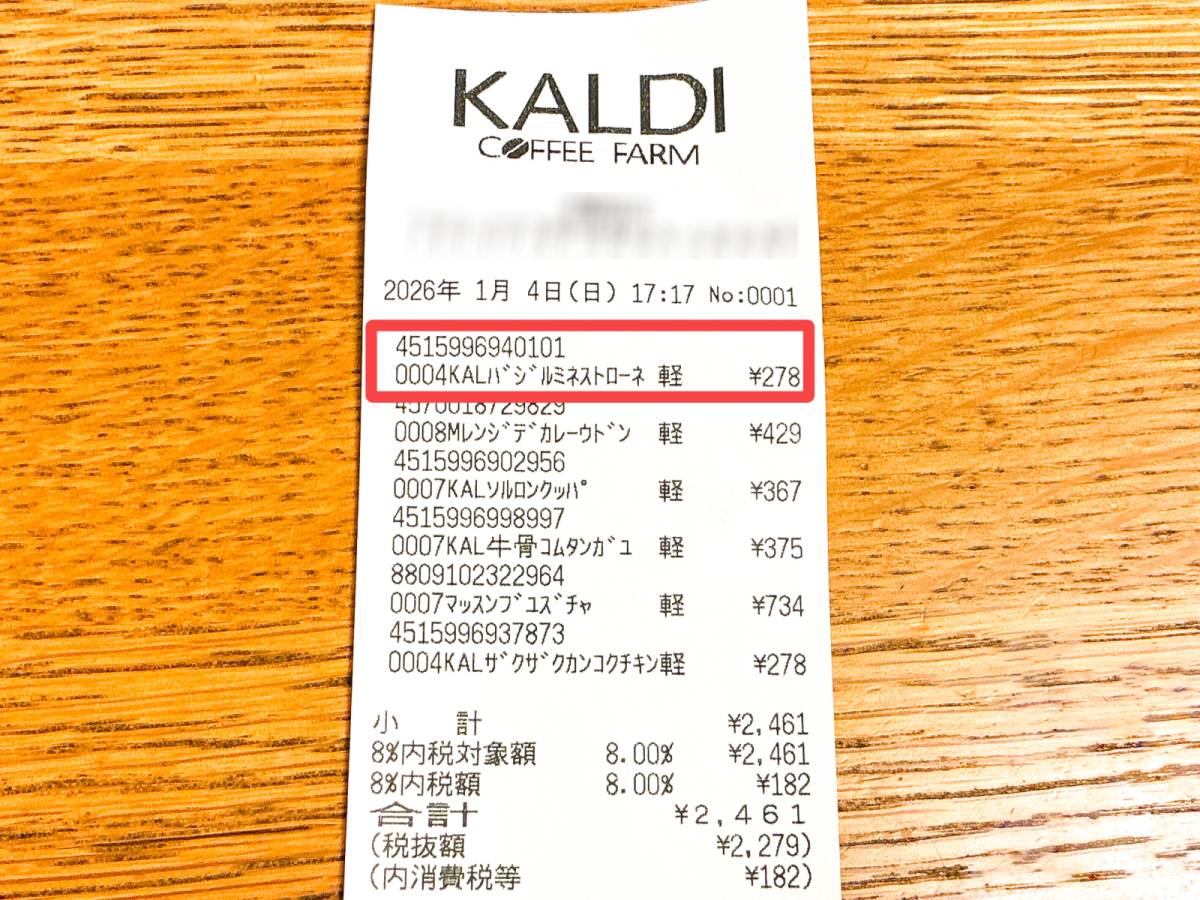 KALDI
COFFEE FARM
2026年 1月 4日(日) 17:17 No:0001
4515996940101
0004KALﾊﾞｼﾞﾙﾐﾈｽﾄﾛｰﾈ 軽 ¥278
4570018729829
0008Mﾚﾝｼﾞﾃﾞｶﾚｰｳﾄﾞﾝ 軽 ¥429
4515996902956
0007KALｿﾙﾛﾝｸｯﾊﾟ 軽 ¥367
4515996998997
0007KAL牛骨ｺﾑﾀﾝｶﾞﾕ 軽 ¥375
8809102322964
0007ﾏｯｽﾝﾌﾞﾕｽﾞﾁｬ 軽 ¥734
4515996937873
0004KALｻﾞｸｻﾞｸｶﾝｺｸﾁｷﾝ軽 ¥278
小 計 ¥2,461
8%内税対象額 8.00% ¥2,461
8%内税額 8.00% ¥182
合計 ¥2,461
(税抜額 ¥2,279)
(内消費税等 ¥182)